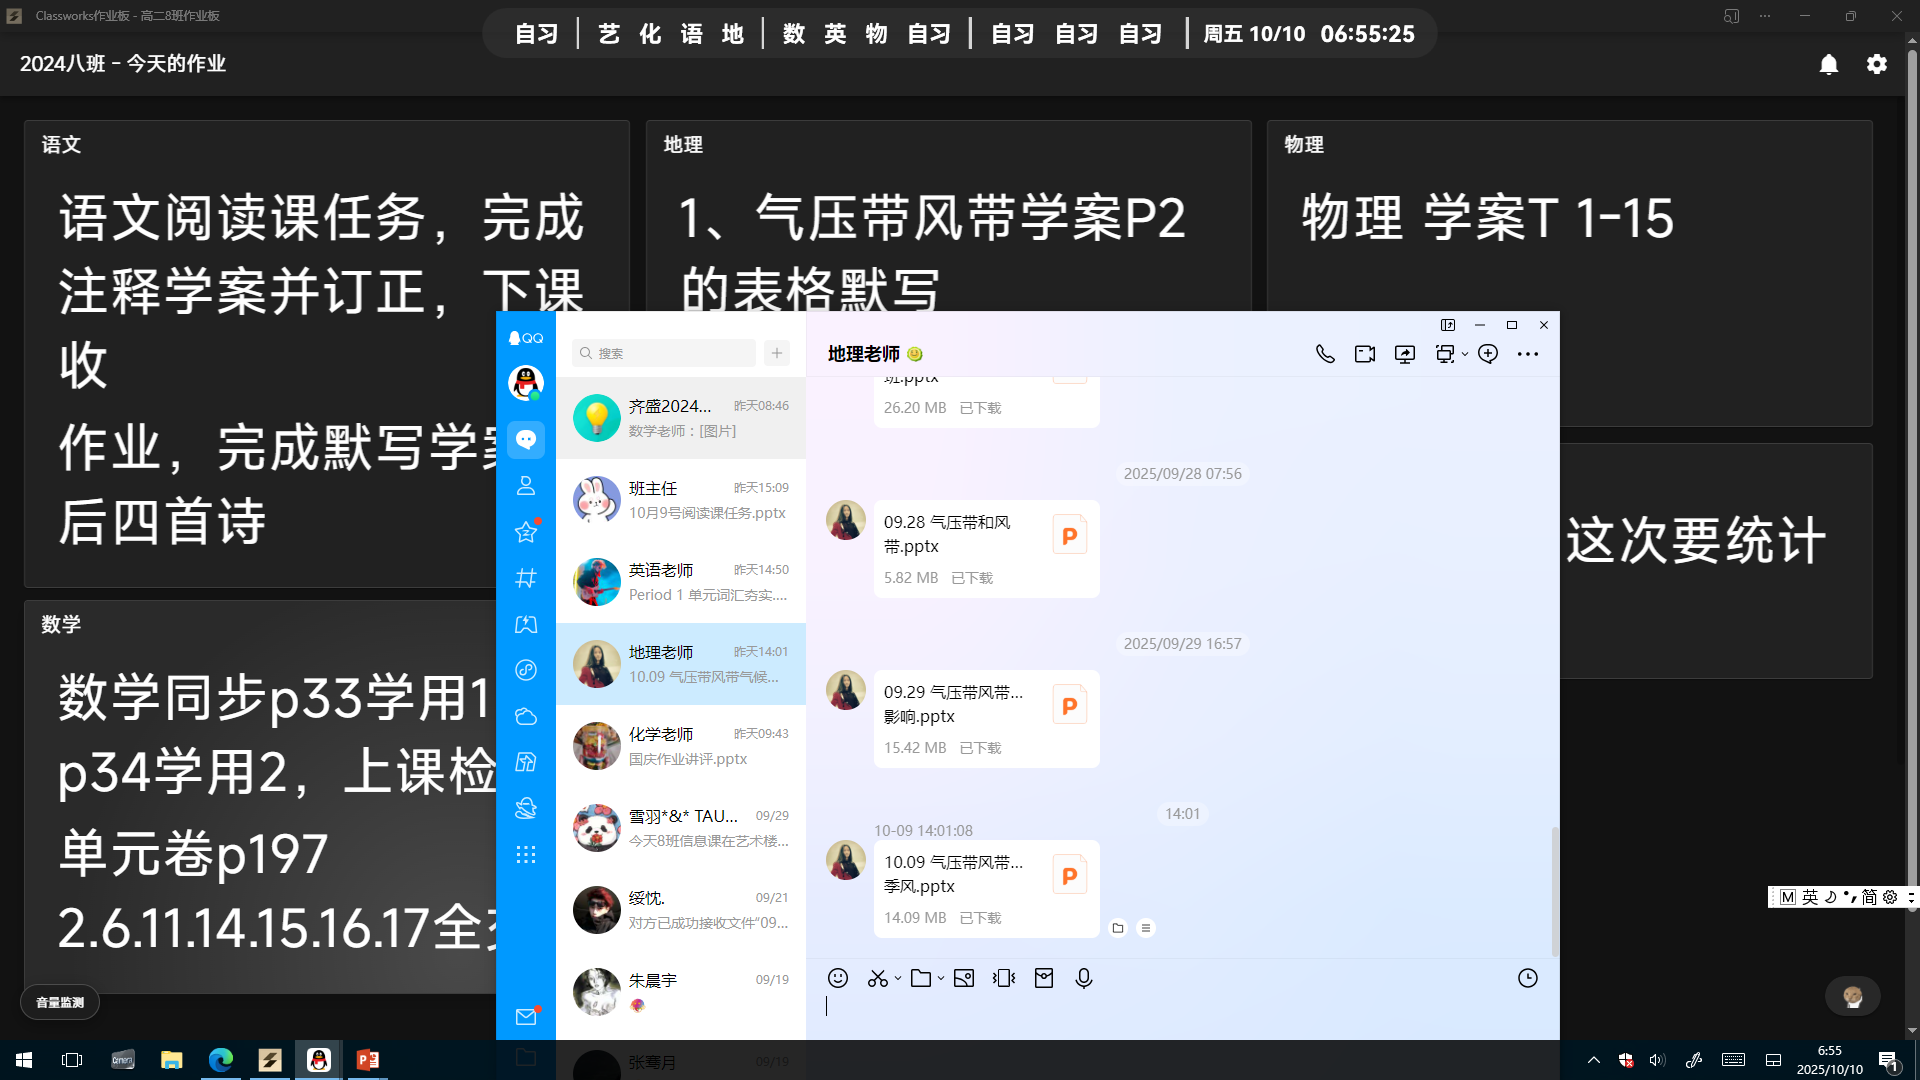 Classworks作业板 - 高二8班作业板
自习 | 艺 化 语 地 | 数 英 物 自习 | 自习 自习 自习 | 周五 10/10 06:55:25
2024八班 - 今天的作业
语文
语文阅读课任务，完成
注释学案并订正，下课
收
作业，完成默写学案
后四首诗
地理
1、气压带风带学案P2
的表格默写
物理
物理 学案T 1-15
这次要统计
数学
数学同步p33学用1
p34学用2，上课检
单元卷p197
2.6.11.14.15.16.17全交
音量监测
QQ
搜索
齐盛2024... 昨天08:46
数学老师：[图片]
班主任 昨天15:09
10月9号阅读课任务.pptx
英语老师 昨天14:50
Period 1 单元词汇夯实....
地理老师 昨天14:01
10.09 气压带风带气候...
化学老师 昨天09:43
国庆作业讲评.pptx
雪羽*&* TAU... 09/29
今天8班信息课在艺术楼...
绥忱. 09/21
对方已成功接收文件“09...
朱晨宇 09/19
张骞月 09/19
地理老师
班.pptx
26.20 MB 已下载
2025/09/28 07:56
09.28 气压带和风
带.pptx
5.82 MB 已下载
2025/09/29 16:57
09.29 气压带风带...
影响.pptx
15.42 MB 已下载
14:01
10-09 14:01:08
10.09 气压带风带...
季风.pptx
14.09 MB 已下载
M 英 简
6:55
2025/10/10
1